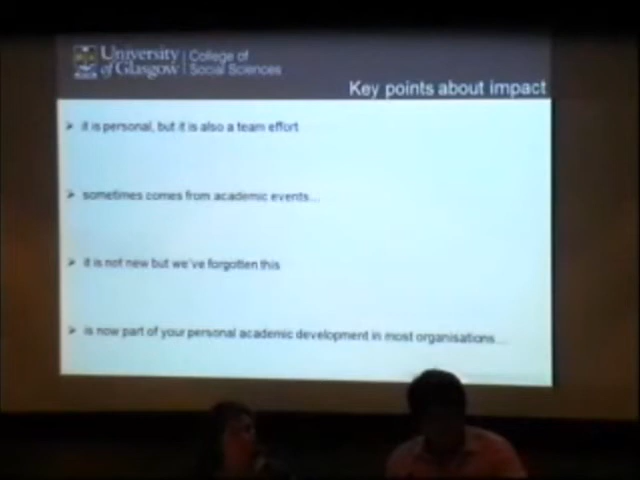 University of Glasgow
College of Social Sciences
Key points about impact
it is personal, but it is also a team effort
sometimes comes from academic events...
it is not new but we've forgotten this
is now part of your personal academic development in most organisations...